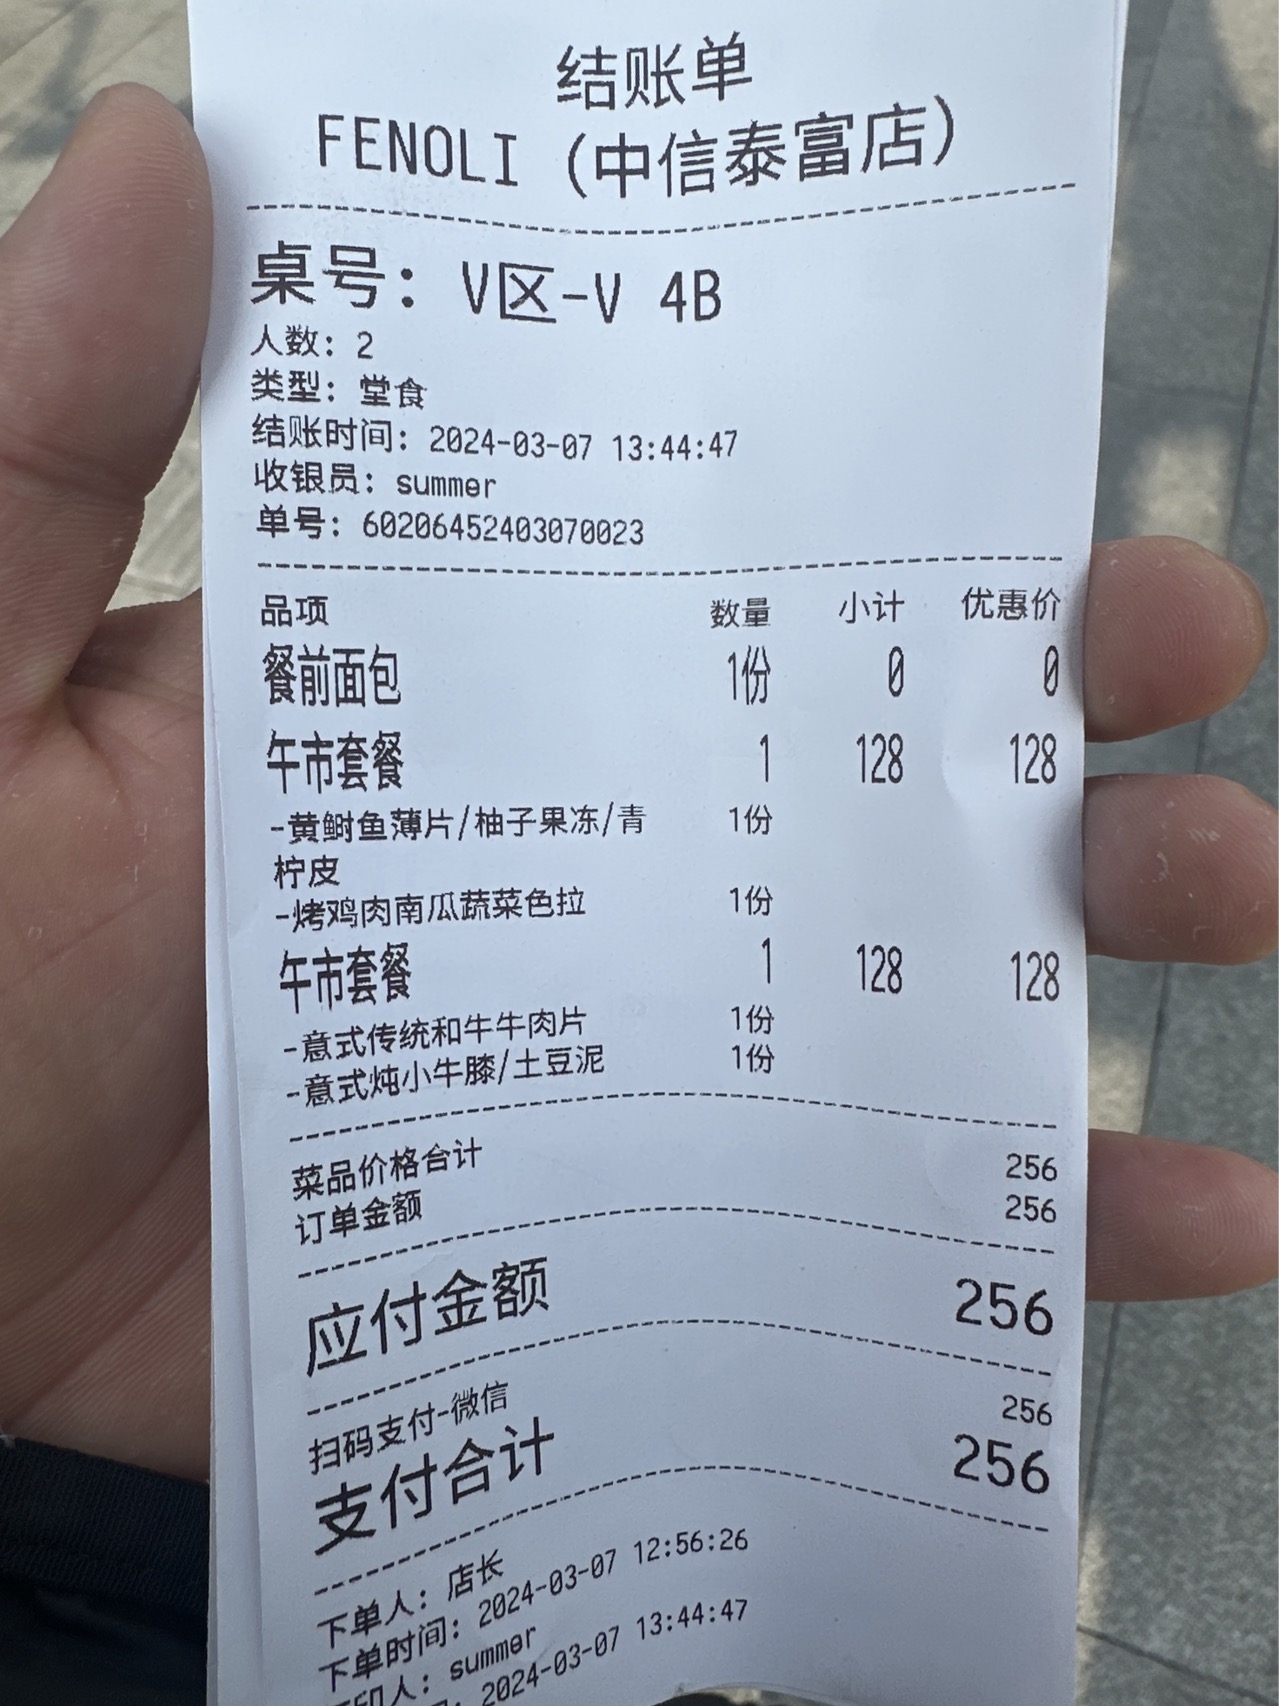 结账单
FENOLI (中信泰富店)
桌号: V区-V 4B
人数: 2
类型: 堂食
结账时间: 2024-03-07 13:44:47
收银员: summer
单号: 60206452403070023
品项 数量 小计 优惠价
餐前面包 1份 0 0
午市套餐 1 128 128
-黄鲥鱼薄片/柚子果冻/青 1份
柠皮
-烤鸡肉南瓜蔬菜色拉 1份
午市套餐 1 128 128
-意式传统和牛牛肉片 1份
-意式炖小牛膝/土豆泥 1份
菜品价格合计 256
订单金额 256
应付金额 256
扫码支付-微信 256
支付合计 256
下单人: 店长
下单时间: 2024-03-07 12:56:26
印人: summer
2024-03-07 13:44:47